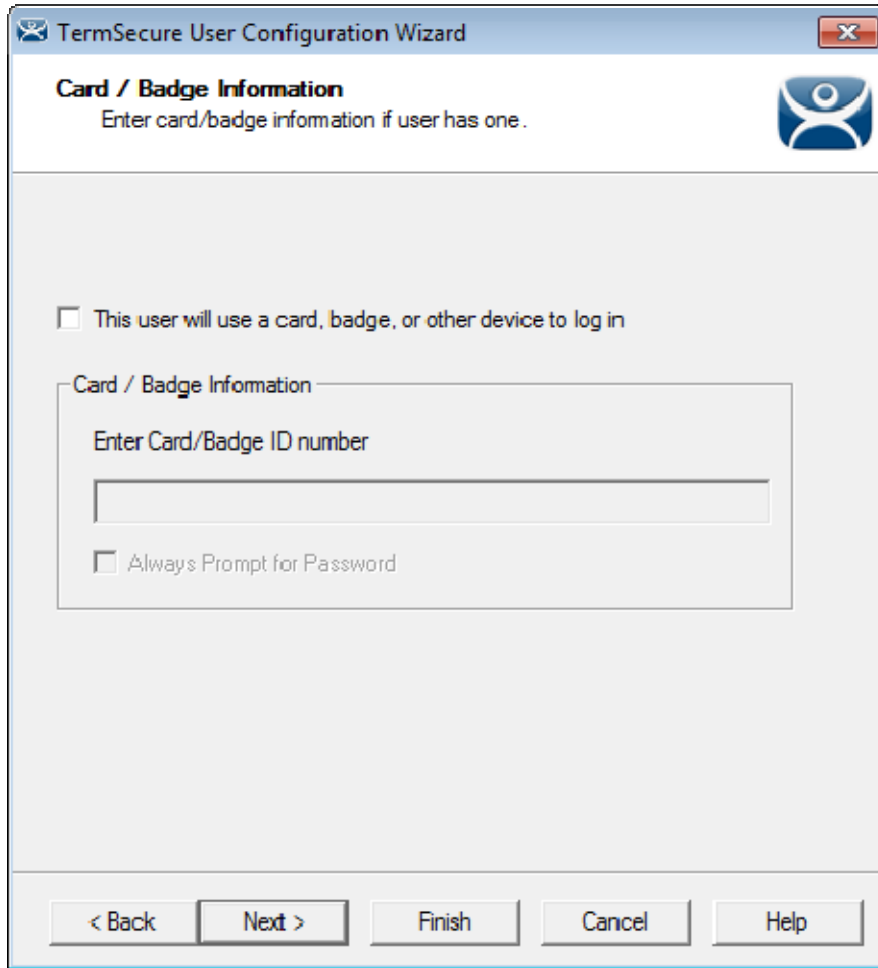 TermSecure User Configuration Wizard
Card / Badge Information
Enter card/badge information if user has one.
This user will use a card, badge, or other device to log in
Card / Badge Information
Enter Card/Badge ID number
Always Prompt for Password
< Back Next > Finish Cancel Help